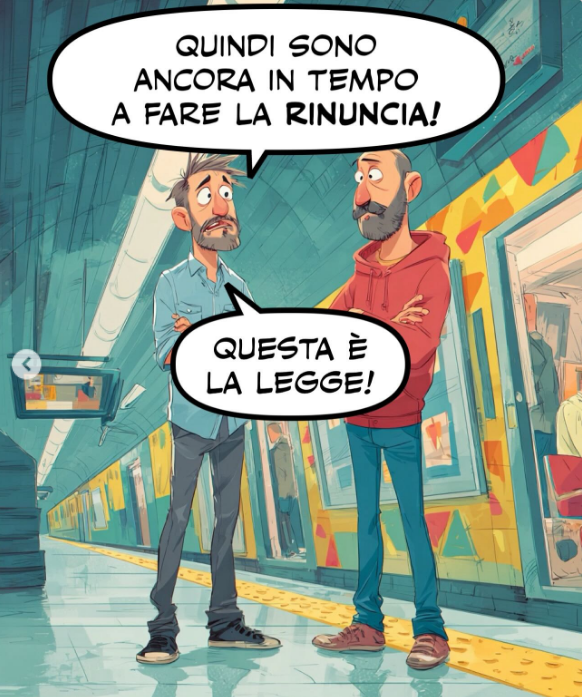 QUINDI SONO
ANCORA IN TEMPO
A FARE LA RINUNCIA!
QUESTA È
LA LEGGE!